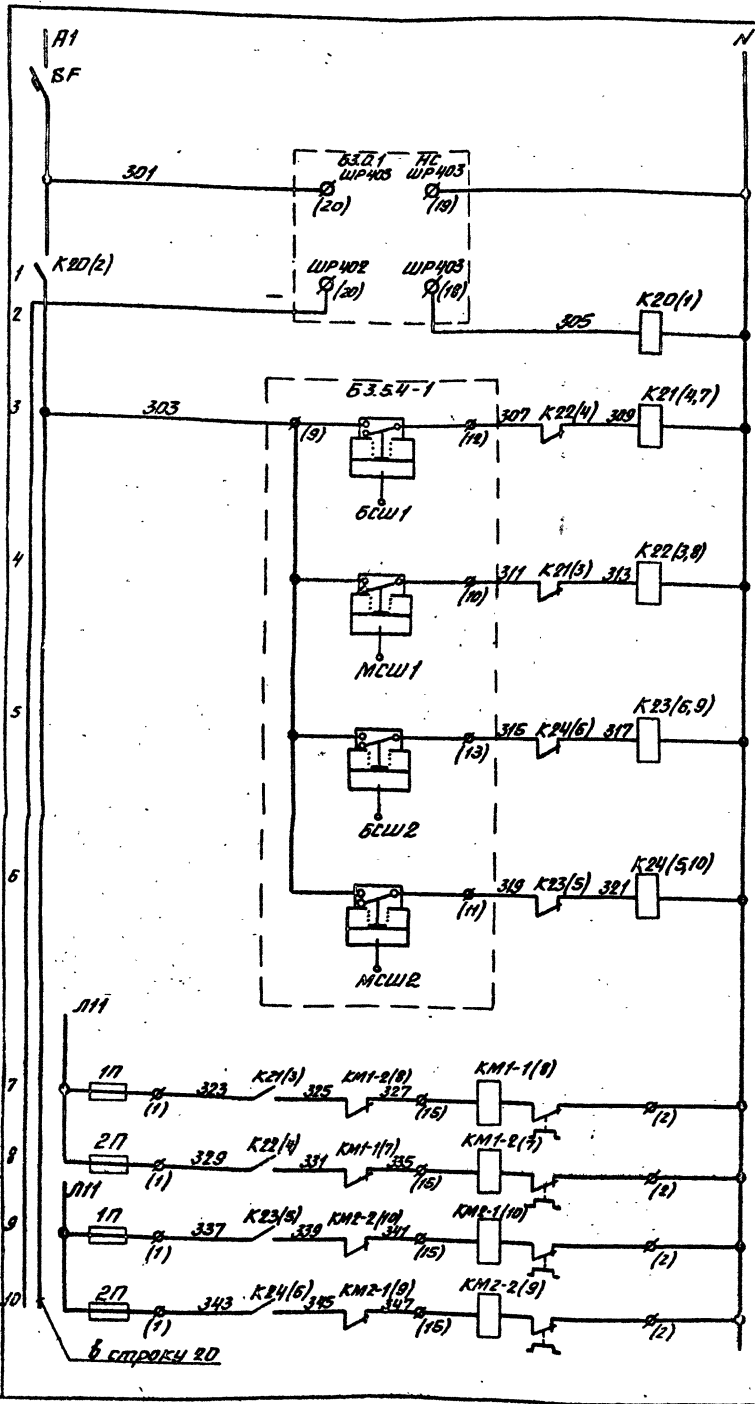 А1 N
ВF
301 БЗ.0.1 НС
ШР403 ШР403
(20) (19)
1 К20(2) ШР402 ШР403
(20) (18)
2 305 К20(1)
БЗ.5.4-1
3 303 (9) (12) 307 К22(4) 309 К21(4,7)
БСШ1
4 (10) 311 К21(3) 313 К22(3,8)
МСШ1
5 (13) 315 К24(6) 317 К23(6,9)
БСШ2
6 (11) 319 К23(5) 321 К24(5,10)
МСШ2
Л11
7 1П (1) 323 К21(3) 325 КМ1-2(8) 327 (15) КМ1-1(8) (2)
8 2П (1) 329 К22(4) 331 КМ1-1(7) 335 (15) КМ1-2(7) (2)
Л11
9 1П (1) 337 К23(5) 339 КМ2-2(10) 341 (15) КМ2-1(10) (2)
10 2П (1) 343 К24(6) 345 КМ2-1(9) 347 (15) КМ2-2(9) (2)
в строку 20